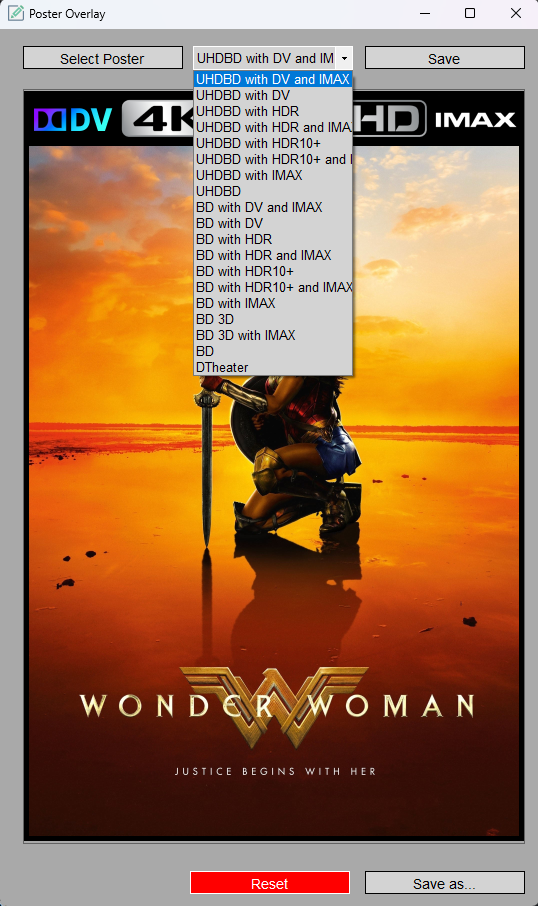 Poster Overlay
Select Poster
UHDBD with DV and IM
Save
UHDBD with DV and IMAX
UHDBD with DV
UHDBD with HDR
UHDBD with HDR and IMA
UHDBD with HDR10+
UHDBD with HDR10+ and I
UHDBD with IMAX
UHDBD
BD with DV and IMAX
BD with DV
BD with HDR
BD with HDR and IMAX
BD with HDR10+
BD with HDR10+ and IMAX
BD with IMAX
BD 3D
BD 3D with IMAX
BD
DTheater
DV 4K HD IMAX
WONDER WOMAN
JUSTICE BEGINS WITH HER
Reset
Save as...